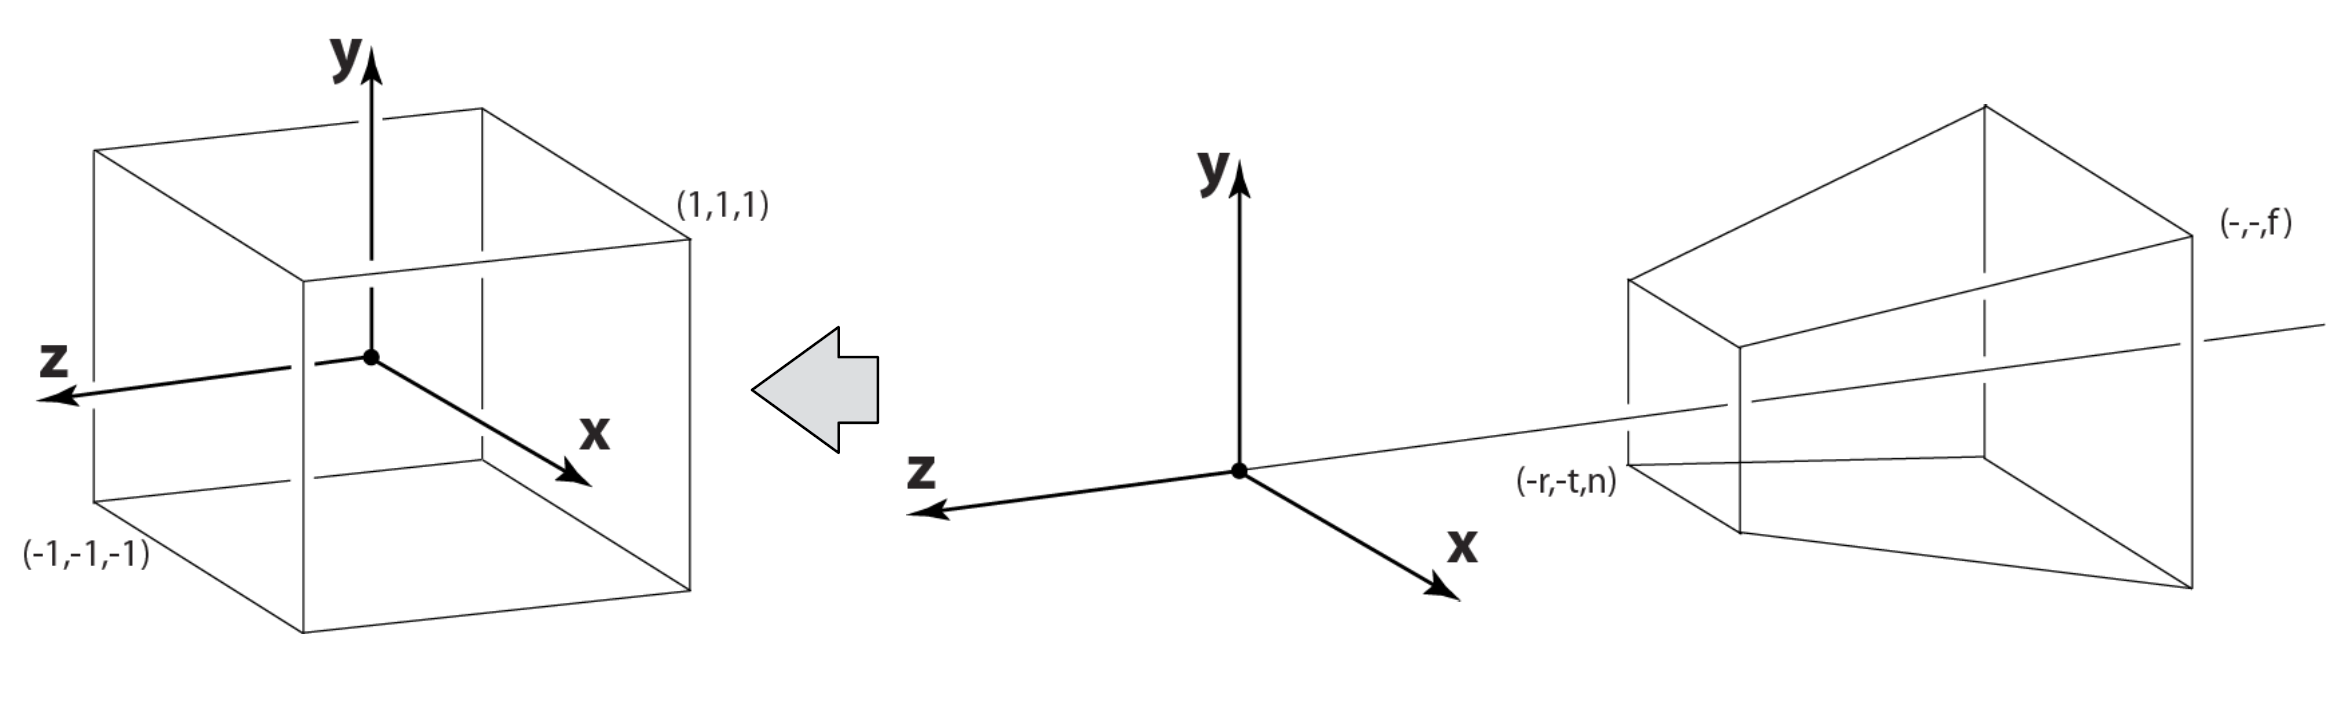 y
(1,1,1)
z
x
(-1,-1,-1)
y
(-,-,f)
z
(-r,-t,n)
x